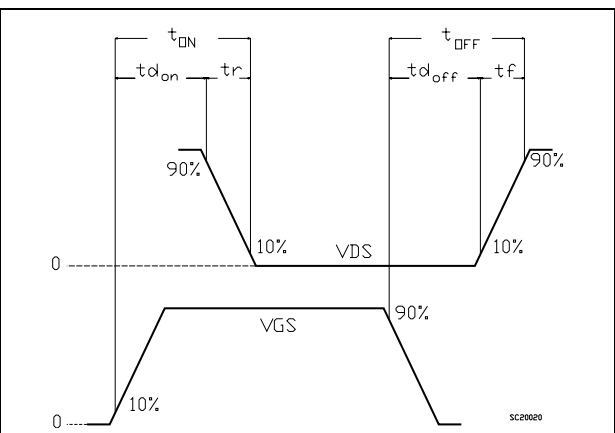 tON tOFF
tdon tr tdoff tf
90% 90%
10% VDS 10%
0
90%
VGS
10%
0
SC20020